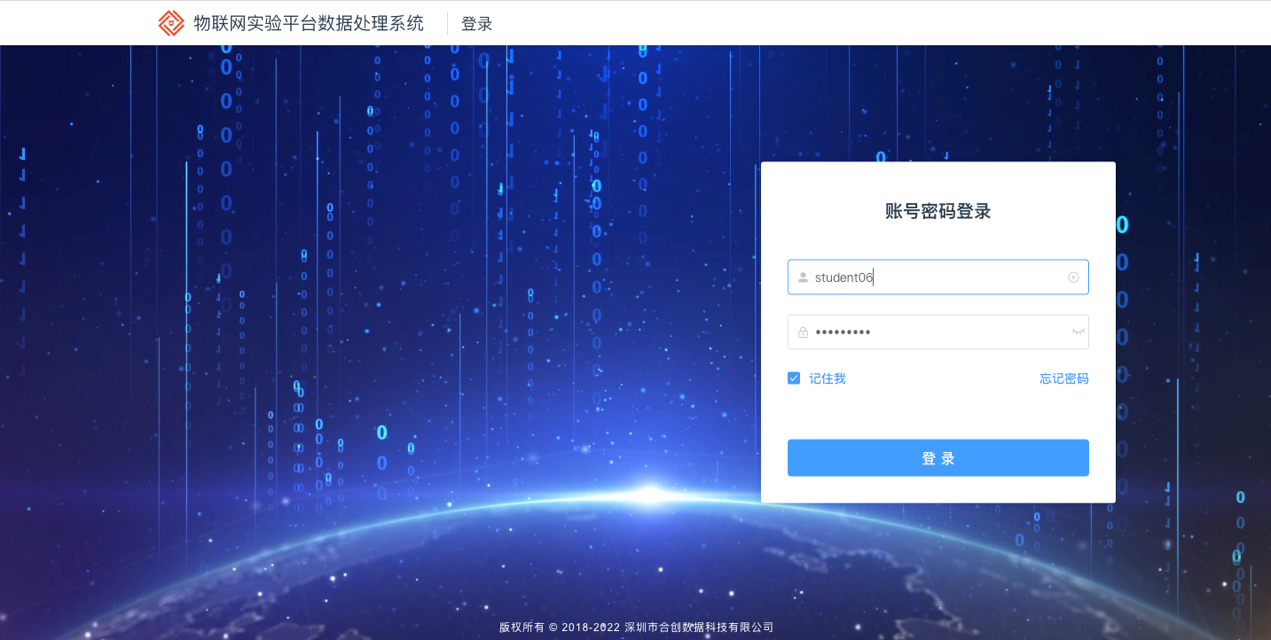 物联网实验平台数据处理系统 登录
账号密码登录
student06
•••••••••
记住我 忘记密码
登 录
版权所有 © 2018-2022 深圳市合创数据科技有限公司